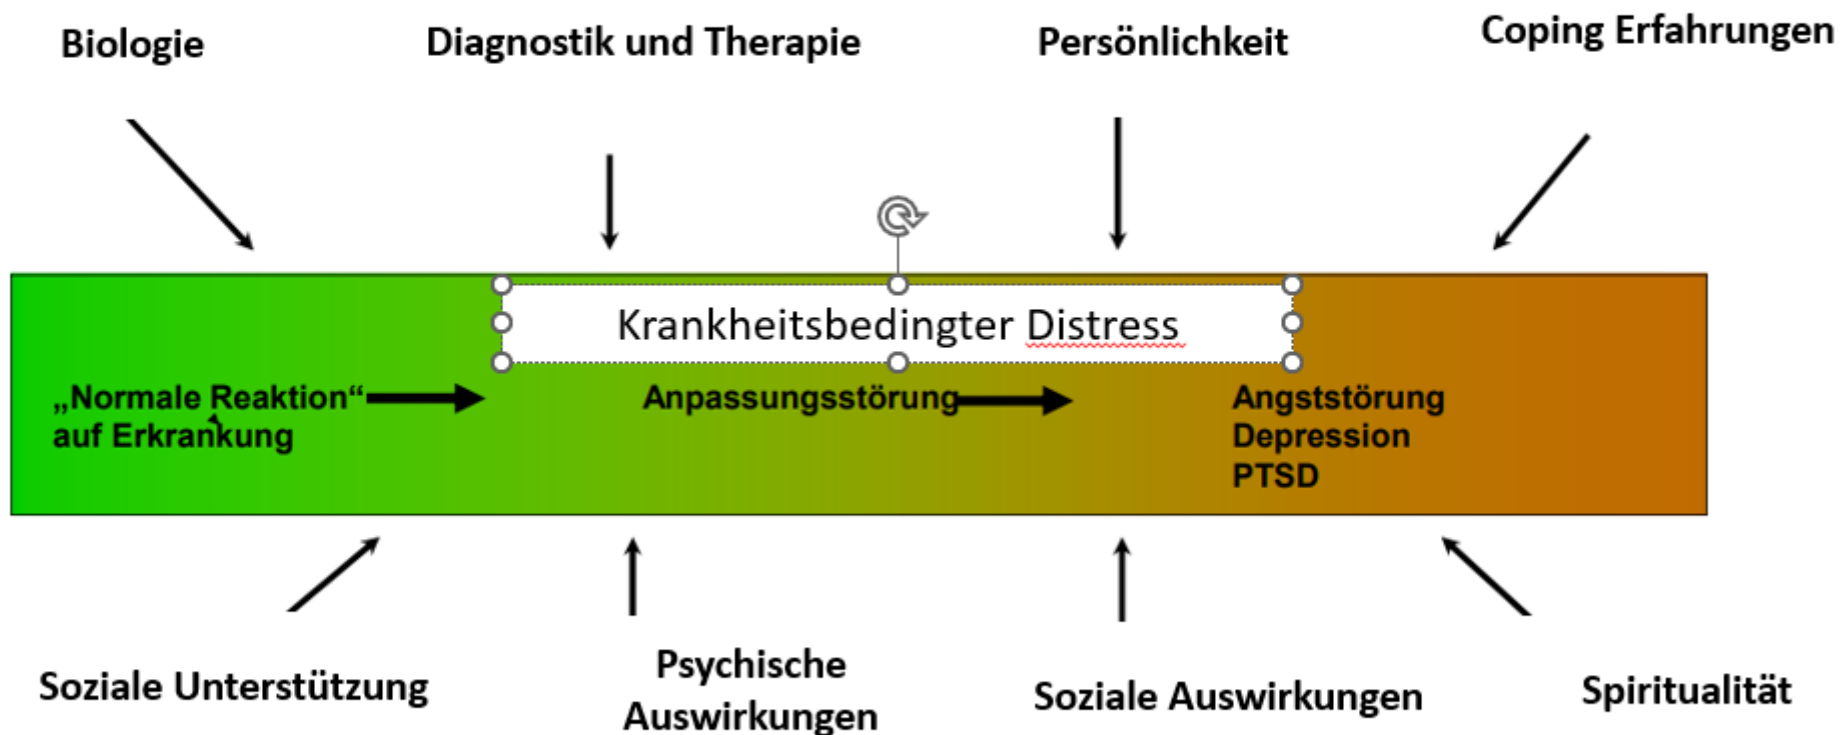 Biologie
Diagnostik und Therapie
Persönlichkeit
Coping Erfahrungen
Krankheitsbedingter Distress
„Normale Reaktion“
auf Erkrankung
Anpassungsstörung
Angststörung
Depression
PTSD
Soziale Unterstützung
Psychische
Auswirkungen
Soziale Auswirkungen
Spiritualität